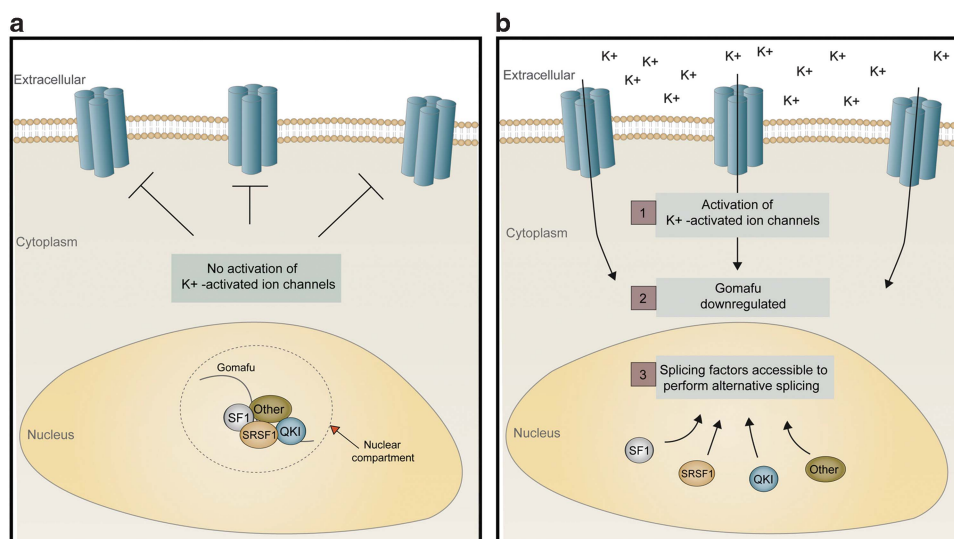 a
Extracellular
Cytoplasm
No activation of
K+ -activated ion channels
Gomafu
SF1
Other
SRSF1
QKI
Nucleus
Nuclear
compartment
b
K+
K+
K+
K+
K+
K+
K+
K+
K+
K+
K+
K+
Extracellular
1
Activation of
K+ -activated ion channels
Cytoplasm
2
Gomafu
downregulated
3
Splicing factors accessible to
perform alternative splicing
Nucleus
SF1
SRSF1
QKI
Other